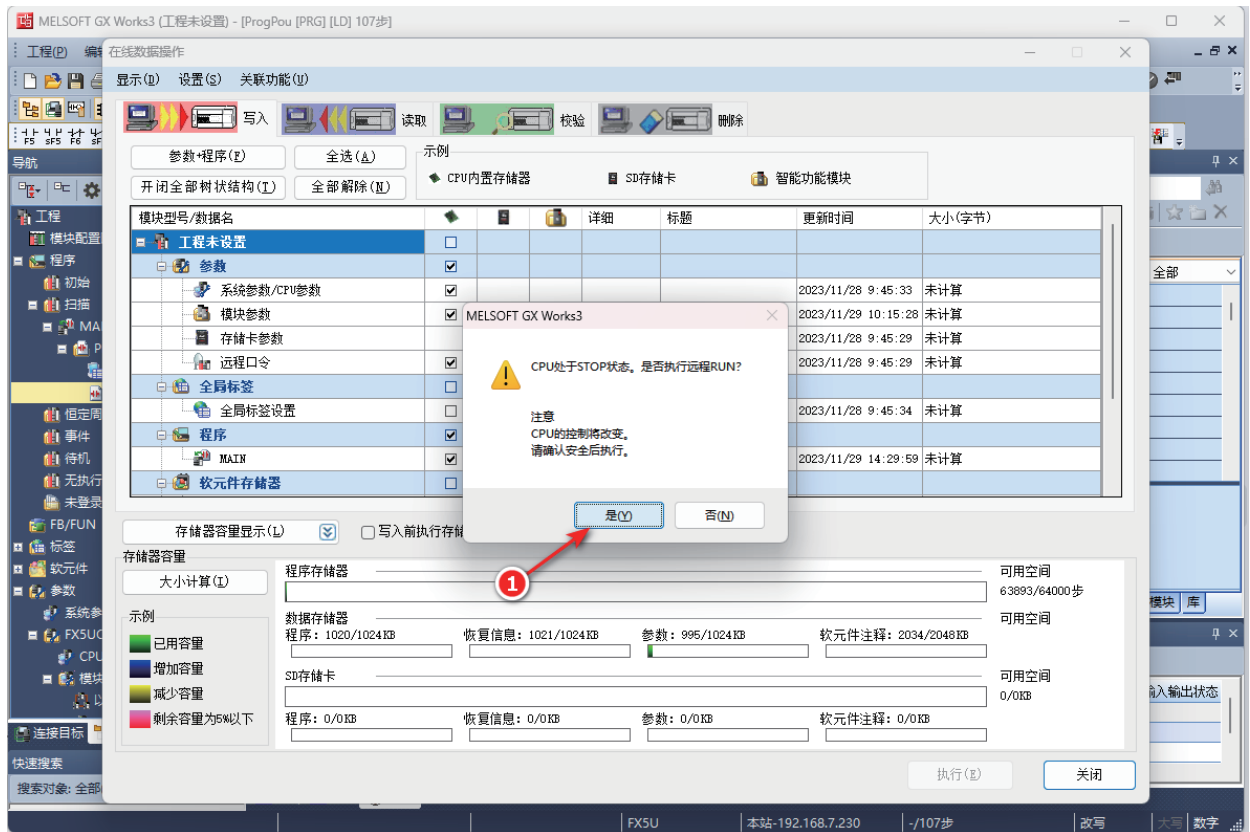 MELSOFT GX Works3 (工程未设置) - [ProgPou [PRG] [LD] 107步]
工程(P) 编辑
在线数据操作
显示(D) 设置(S) 关联功能(U)
写入 读取 校验 删除
参数+程序(F) 全选(A)
开闭全部树状结构(T) 全部解除(N)
示例
CPU内置存储器 SD存储卡 智能功能模块
F5 sF5 F6 sF
导航
模块型号/数据名 详细 标题 更新时间 大小(字节)
工程未设置
参数
系统参数/CPU参数 2023/11/28 9:45:33 未计算
模块参数 2023/11/29 10:15:28 未计算
存储卡参数 2023/11/28 9:45:29 未计算
远程口令 2023/11/28 9:45:29 未计算
全局标签
全局标签设置 2023/11/28 9:45:34 未计算
程序
MAIN 2023/11/29 14:29:59 未计算
软元件存储器
MELSOFT GX Works3
CPU处于STOP状态。是否执行远程RUN?
注意
CPU的控制将改变。
请确认安全后执行。
是(Y) 否(N)
1
存储器容量显示(L) 写入前执行存储
存储器容量
大小计算(I)
示例
已用容量
增加容量
减少容量
剩余容量为5%以下
程序存储器 可用空间
63893/64000步
数据存储器 可用空间
程序: 1020/1024KB 恢复信息: 1021/1024KB 参数: 995/1024KB 软元件注释: 2034/2048KB
SD存储卡 可用空间
0/0KB
程序: 0/0KB 恢复信息: 0/0KB 参数: 0/0KB 软元件注释: 0/0KB
执行(E) 关闭
工程
模块配置
程序
初始
扫描
MA
P
恒定周
事件
待机
无执行
未登录
FB/FUN
标签
软元件
参数
系统参
FX5UC
CPU
模块
以
连接目标
快速搜索
搜索对象: 全部
全部
模块 库
输入输出状态
FX5U 本站-192.168.7.230 -/107步 改写 大写 数字